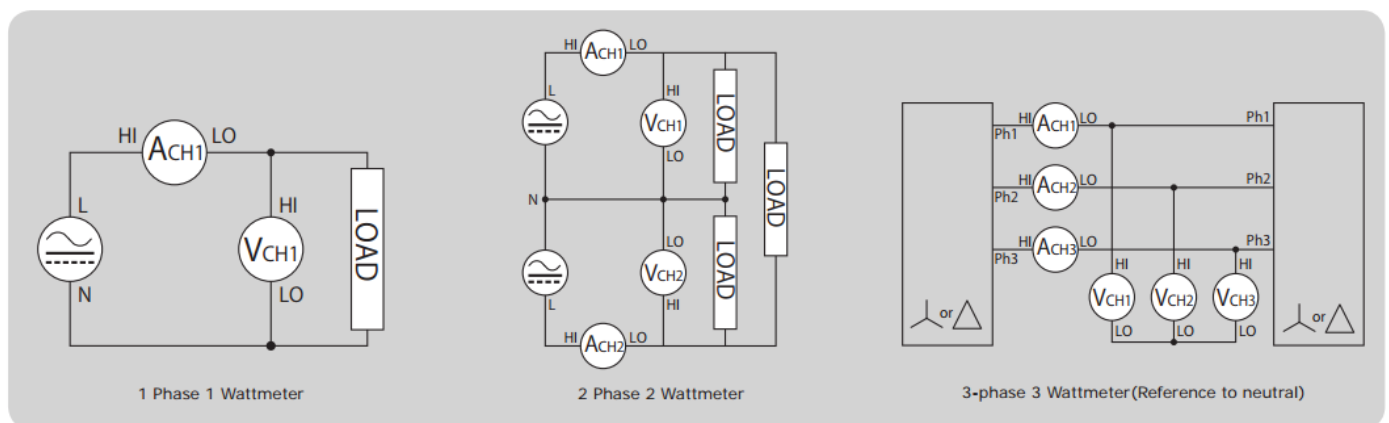 HI ACH1 LO
L
HI
VCH1
LOAD
N
LO
1 Phase 1 Wattmeter
HI ACH1 LO
L
HI
VCH1
LO
LOAD
LOAD
N
LO
VCH2
HI
LOAD
L
HI ACH2 LO
2 Phase 2 Wattmeter
Ph1 HI ACH1 LO Ph1
Ph2 HI ACH2 LO Ph2
Ph3 HI ACH3 LO Ph3
HI HI HI
VCH1 VCH2 VCH3
LO LO LO
or
or
3-phase 3 Wattmeter(Reference to neutral)